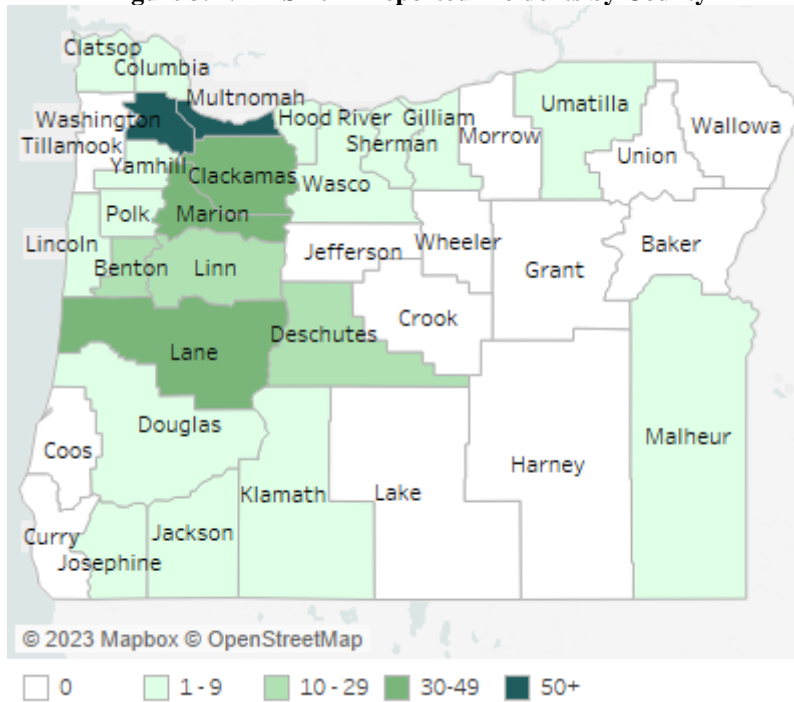 Clatsop
Columbia
Multnomah
Washington
Hood River Gilliam
Umatilla
Tillamook
Sherman
Morrow
Wallowa
Yamhill
Union
Clackamas
Wasco
Polk
Marion
Lincoln
Jefferson
Wheeler
Baker
Benton
Linn
Grant
Crook
Deschutes
Lane
Douglas
Malheur
Coos
Harney
Klamath
Lake
Curry
Jackson
Josephine
© 2023 Mapbox © OpenStreetMap
0 1 - 9 10 - 29 30-49 50+